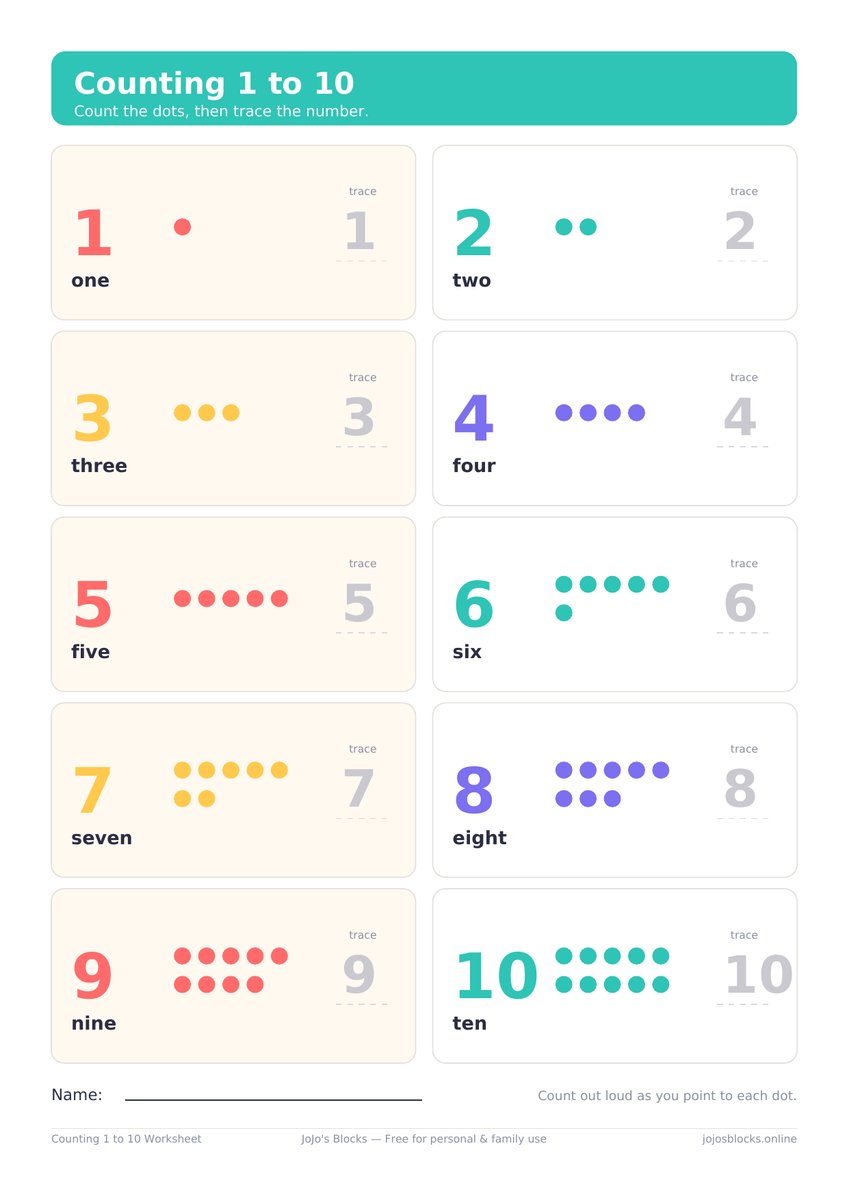 Counting 1 to 10
Count the dots, then trace the number.
trace
1 1
one
trace
2 2
two
trace
3 3
three
trace
4 4
four
trace
5 5
five
trace
6 6
six
trace
7 7
seven
trace
8 8
eight
trace
9 9
nine
trace
10 10
ten
Name:
Count out loud as you point to each dot.
Counting 1 to 10 Worksheet
JoJo's Blocks — Free for personal & family use
jojosblocks.online